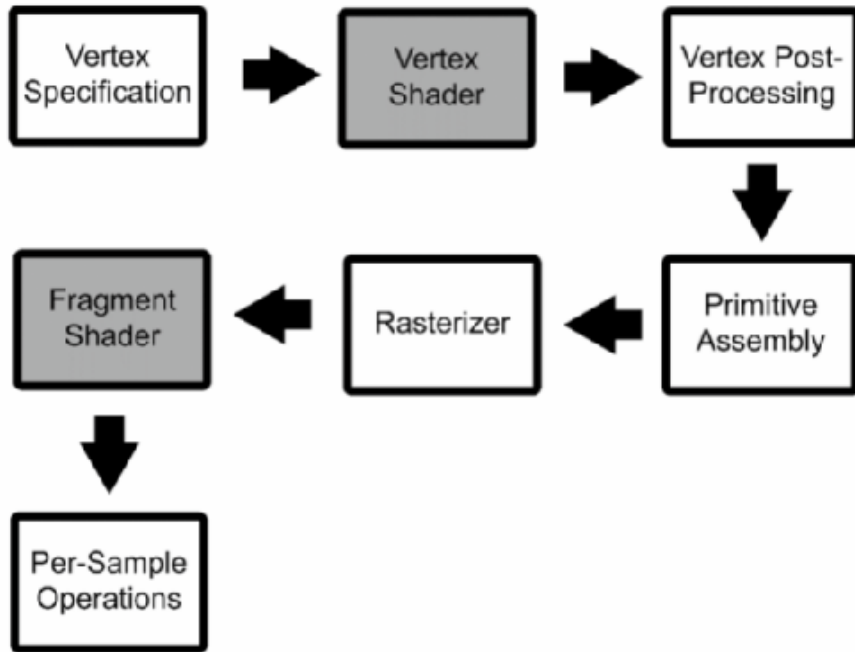 Vertex
Specification
Vertex
Shader
Vertex Post-
Processing
Primitive
Assembly
Rasterizer
Fragment
Shader
Per-Sample
Operations